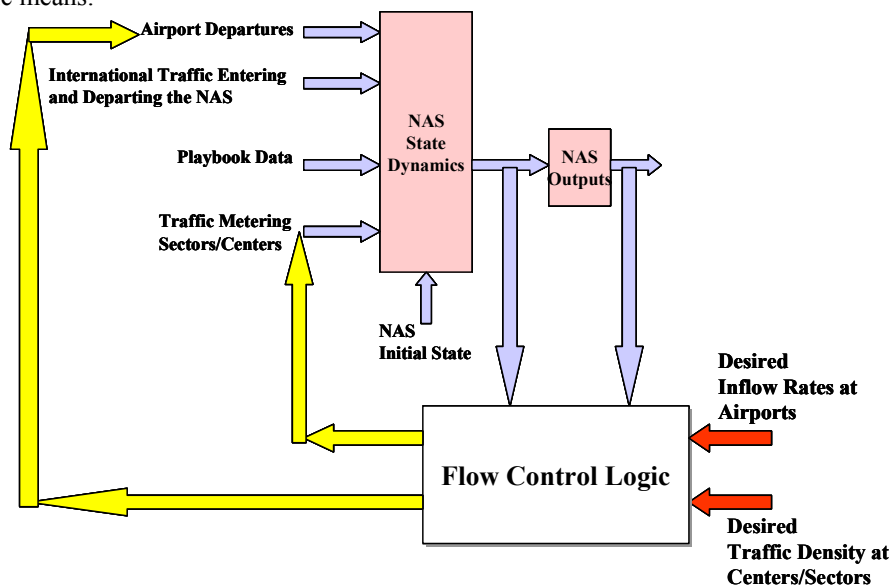 c means.
Airport Departures
International Traffic Entering
and Departing the NAS
NAS
State
Dynamics
Playbook Data
NAS
Outputs
Traffic Metering
Sectors/Centers
NAS
Initial State
Desired
Inflow Rates at
Airports
Flow Control Logic
Desired
Traffic Density at
Centers/Sectors